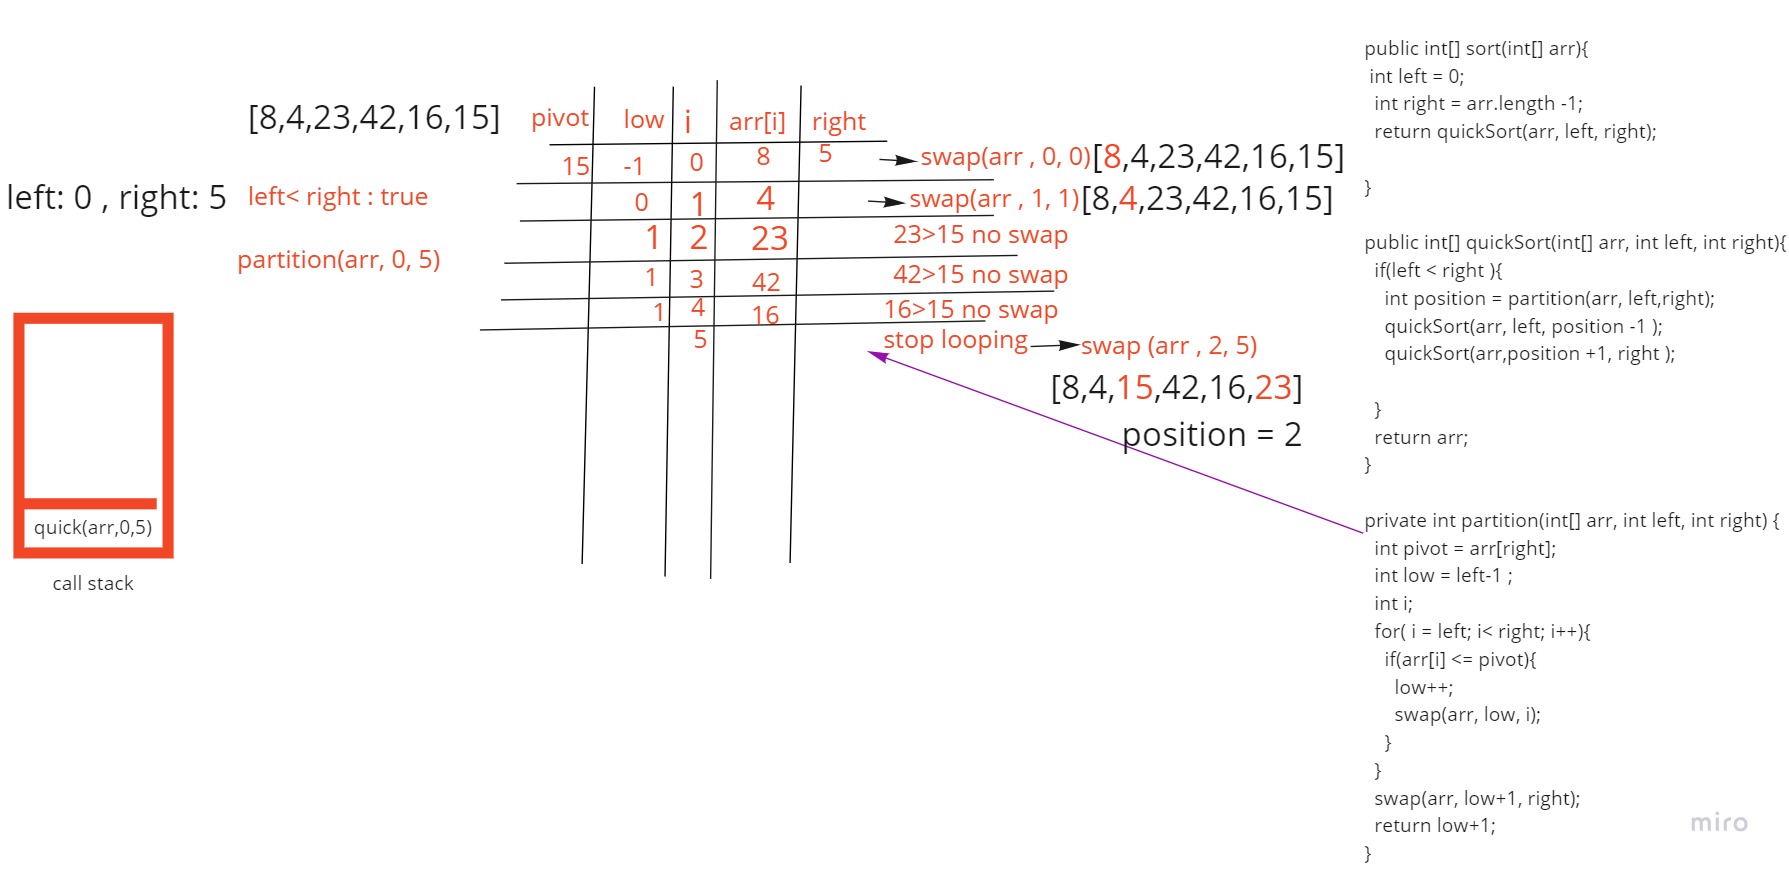 [8,4,23,42,16,15]
left: 0 , right: 5
left< right : true
partition(arr, 0, 5)
quick(arr,0,5)
call stack
pivot low i arr[i] right
15 -1 0 8 5 swap(arr , 0, 0)[8,4,23,42,16,15]
0 1 4 swap(arr , 1, 1)[8,4,23,42,16,15]
1 2 23 23>15 no swap
1 3 42 42>15 no swap
1 4 16 16>15 no swap
5 stop looping swap (arr , 2, 5)
[8,4,15,42,16,23]
position = 2
public int[] sort(int[] arr){
int left = 0;
int right = arr.length -1;
return quickSort(arr, left, right);
}
public int[] quickSort(int[] arr, int left, int right){
if(left < right ){
int position = partition(arr, left,right);
quickSort(arr, left, position -1 );
quickSort(arr,position +1, right );
}
return arr;
}
private int partition(int[] arr, int left, int right) {
int pivot = arr[right];
int low = left-1 ;
int i;
for( i = left; i< right; i++){
if(arr[i] <= pivot){
low++;
swap(arr, low, i);
}
}
swap(arr, low+1, right);
return low+1;
}
miro